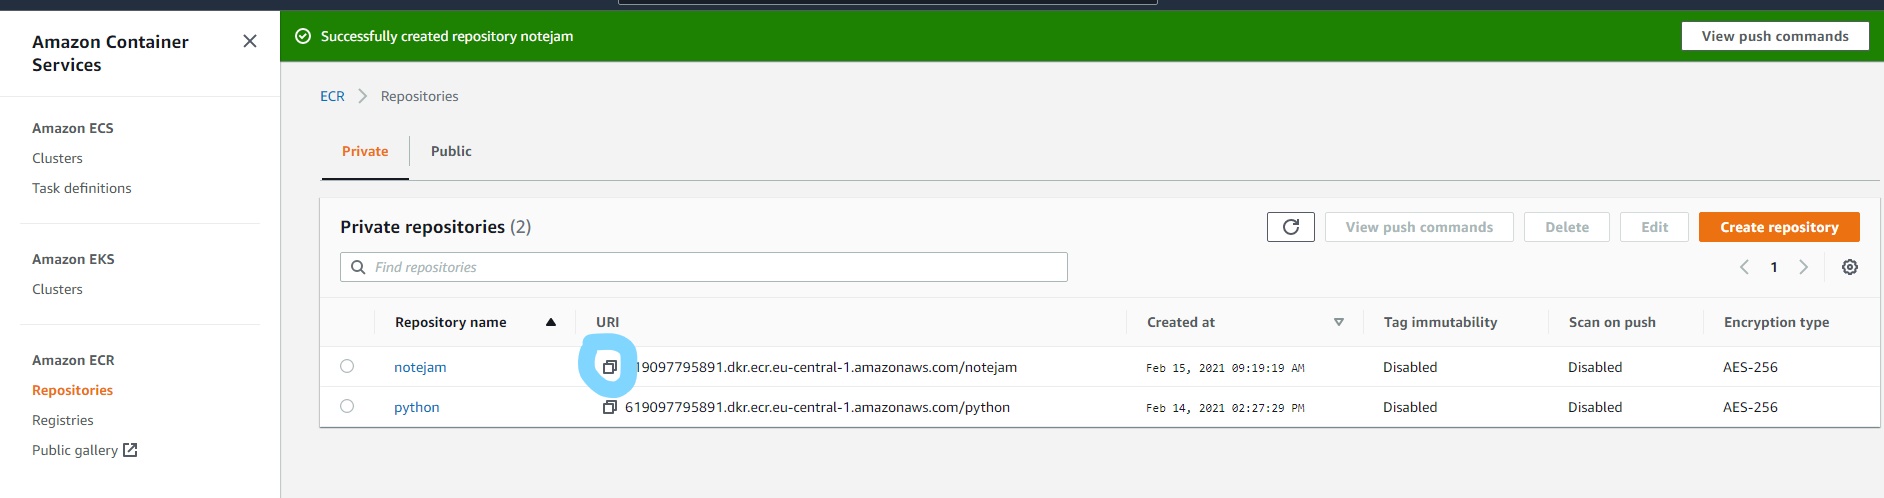 Successfully created repository notejam
View push commands
Amazon Container
Services
Amazon ECS
Clusters
Task definitions
Amazon EKS
Clusters
Amazon ECR
Repositories
Registries
Public gallery
ECR > Repositories
Private
Public
Private repositories (2)
View push commands
Delete
Edit
Create repository
Find repositories
1
Repository name
URI
Created at
Tag immutability
Scan on push
Encryption type
notejam 19097795891.dkr.ecr.eu-central-1.amazonaws.com/notejam Feb 15, 2021 09:19:19 AM Disabled Disabled AES-256
python 619097795891.dkr.ecr.eu-central-1.amazonaws.com/python Feb 14, 2021 02:27:29 PM Disabled Disabled AES-256